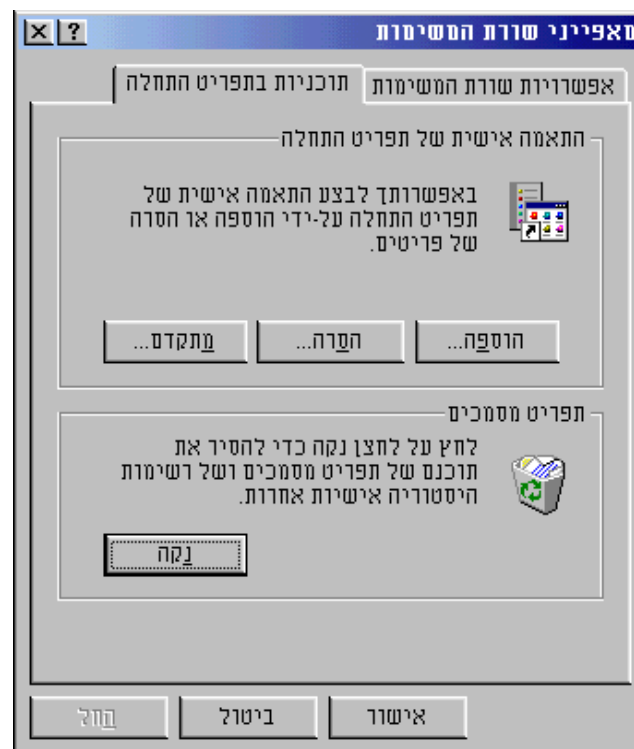 מאפייני שורת המשימות
אפשרויות שורת המשימות
תוכניות בתפריט התחלה
התאמה אישית של תפריט התחלה
באפשרותך לבצע התאמה אישית של
תפריט התחלה על-ידי הוספה או הסרה
של פריטים.
הוספה...
הסרה...
מתקדם...
תפריט מסמכים
לחץ על לחצן נקה כדי להסיר את
תוכנם של תפריט מסמכים ושל רשימות
היסטוריה אישיות אחרות.
נקה
אישור
ביטול
החל